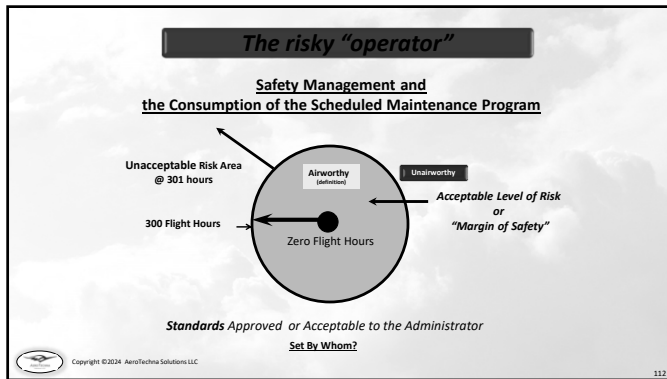 The risky “operator”
Safety Management and
the Consumption of the Scheduled Maintenance Program
Unacceptable Risk Area
@ 301 hours
Airworthy
(definition)
Unairworthy
Acceptable Level of Risk
or
“Margin of Safety”
300 Flight Hours
Zero Flight Hours
Standards Approved or Acceptable to the Administrator
Set By Whom?
Copyright ©2024 AeroTechna Solutions LLC
112